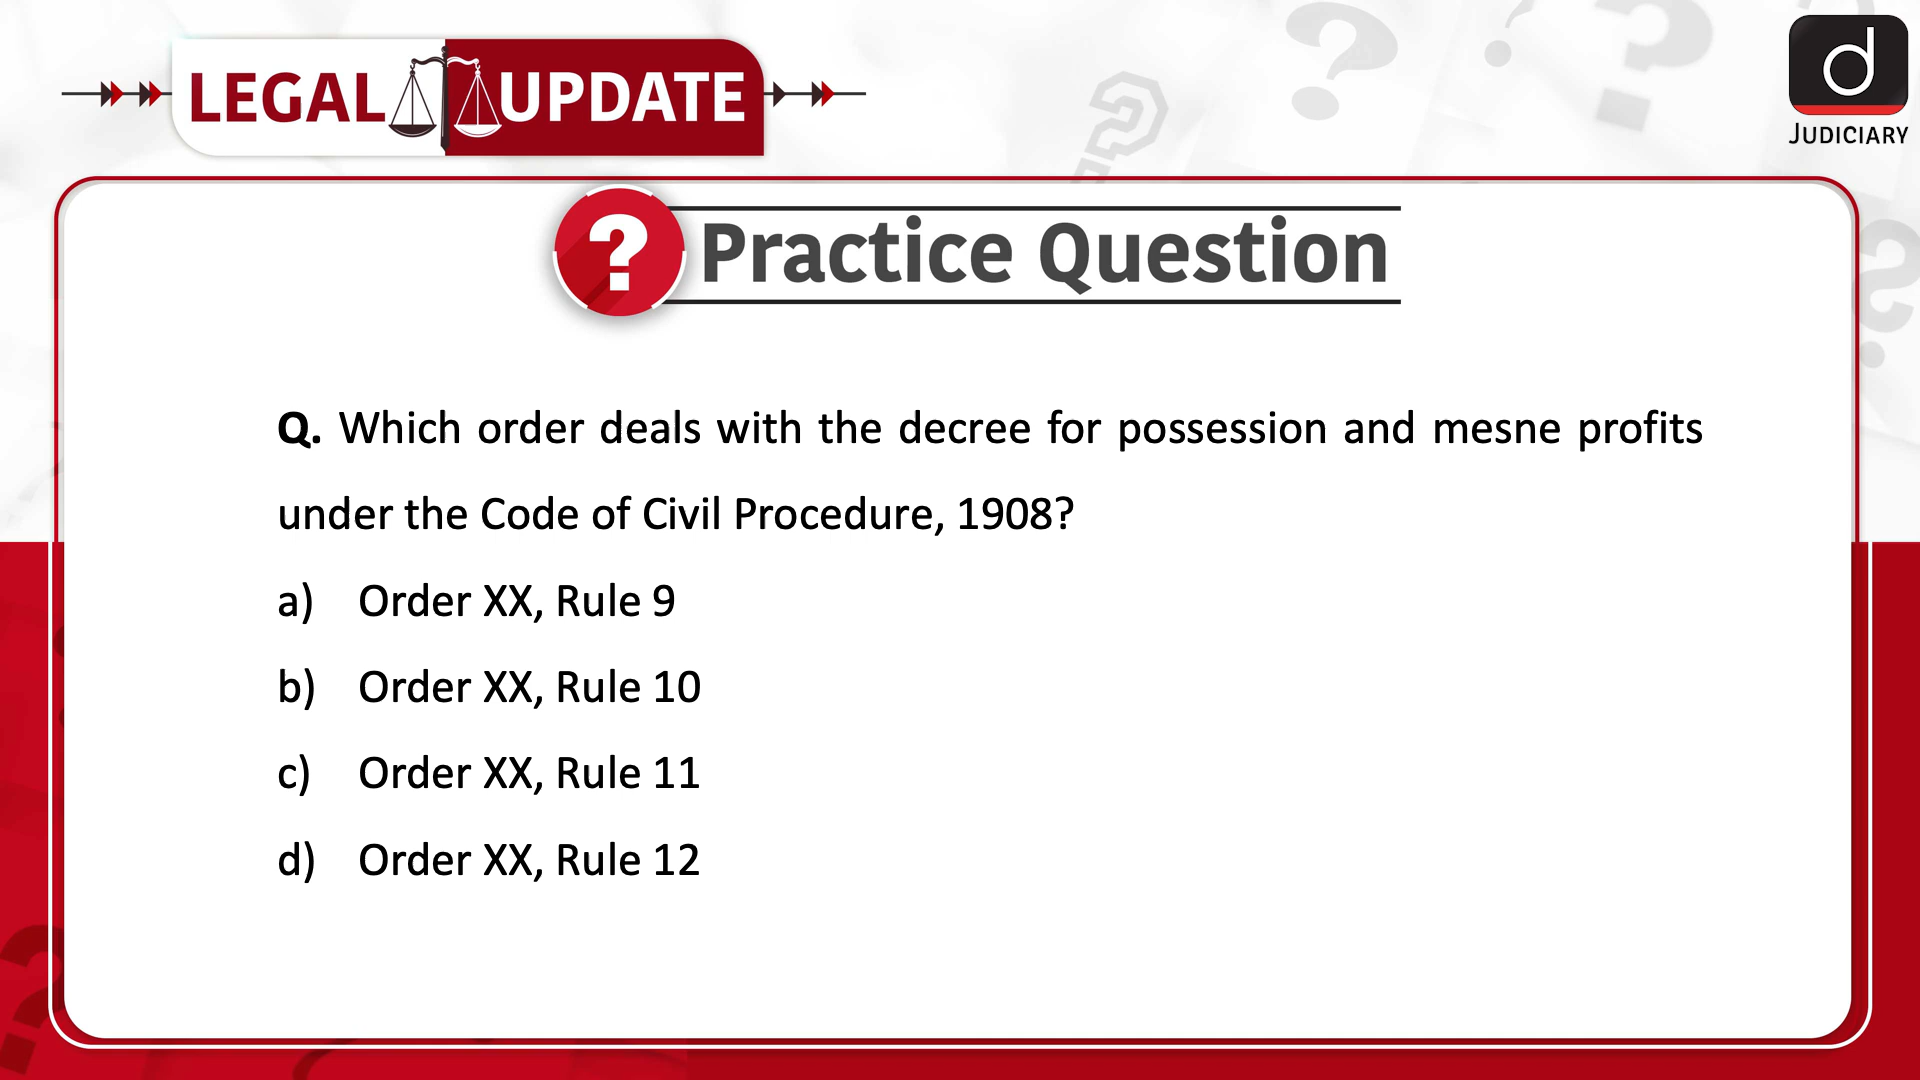 LEGAL UPDATE
d
JUDICIARY
? Practice Question
Q. Which order deals with the decree for possession and mesne profits
under the Code of Civil Procedure, 1908?
a) Order XX, Rule 9
b) Order XX, Rule 10
c) Order XX, Rule 11
d) Order XX, Rule 12